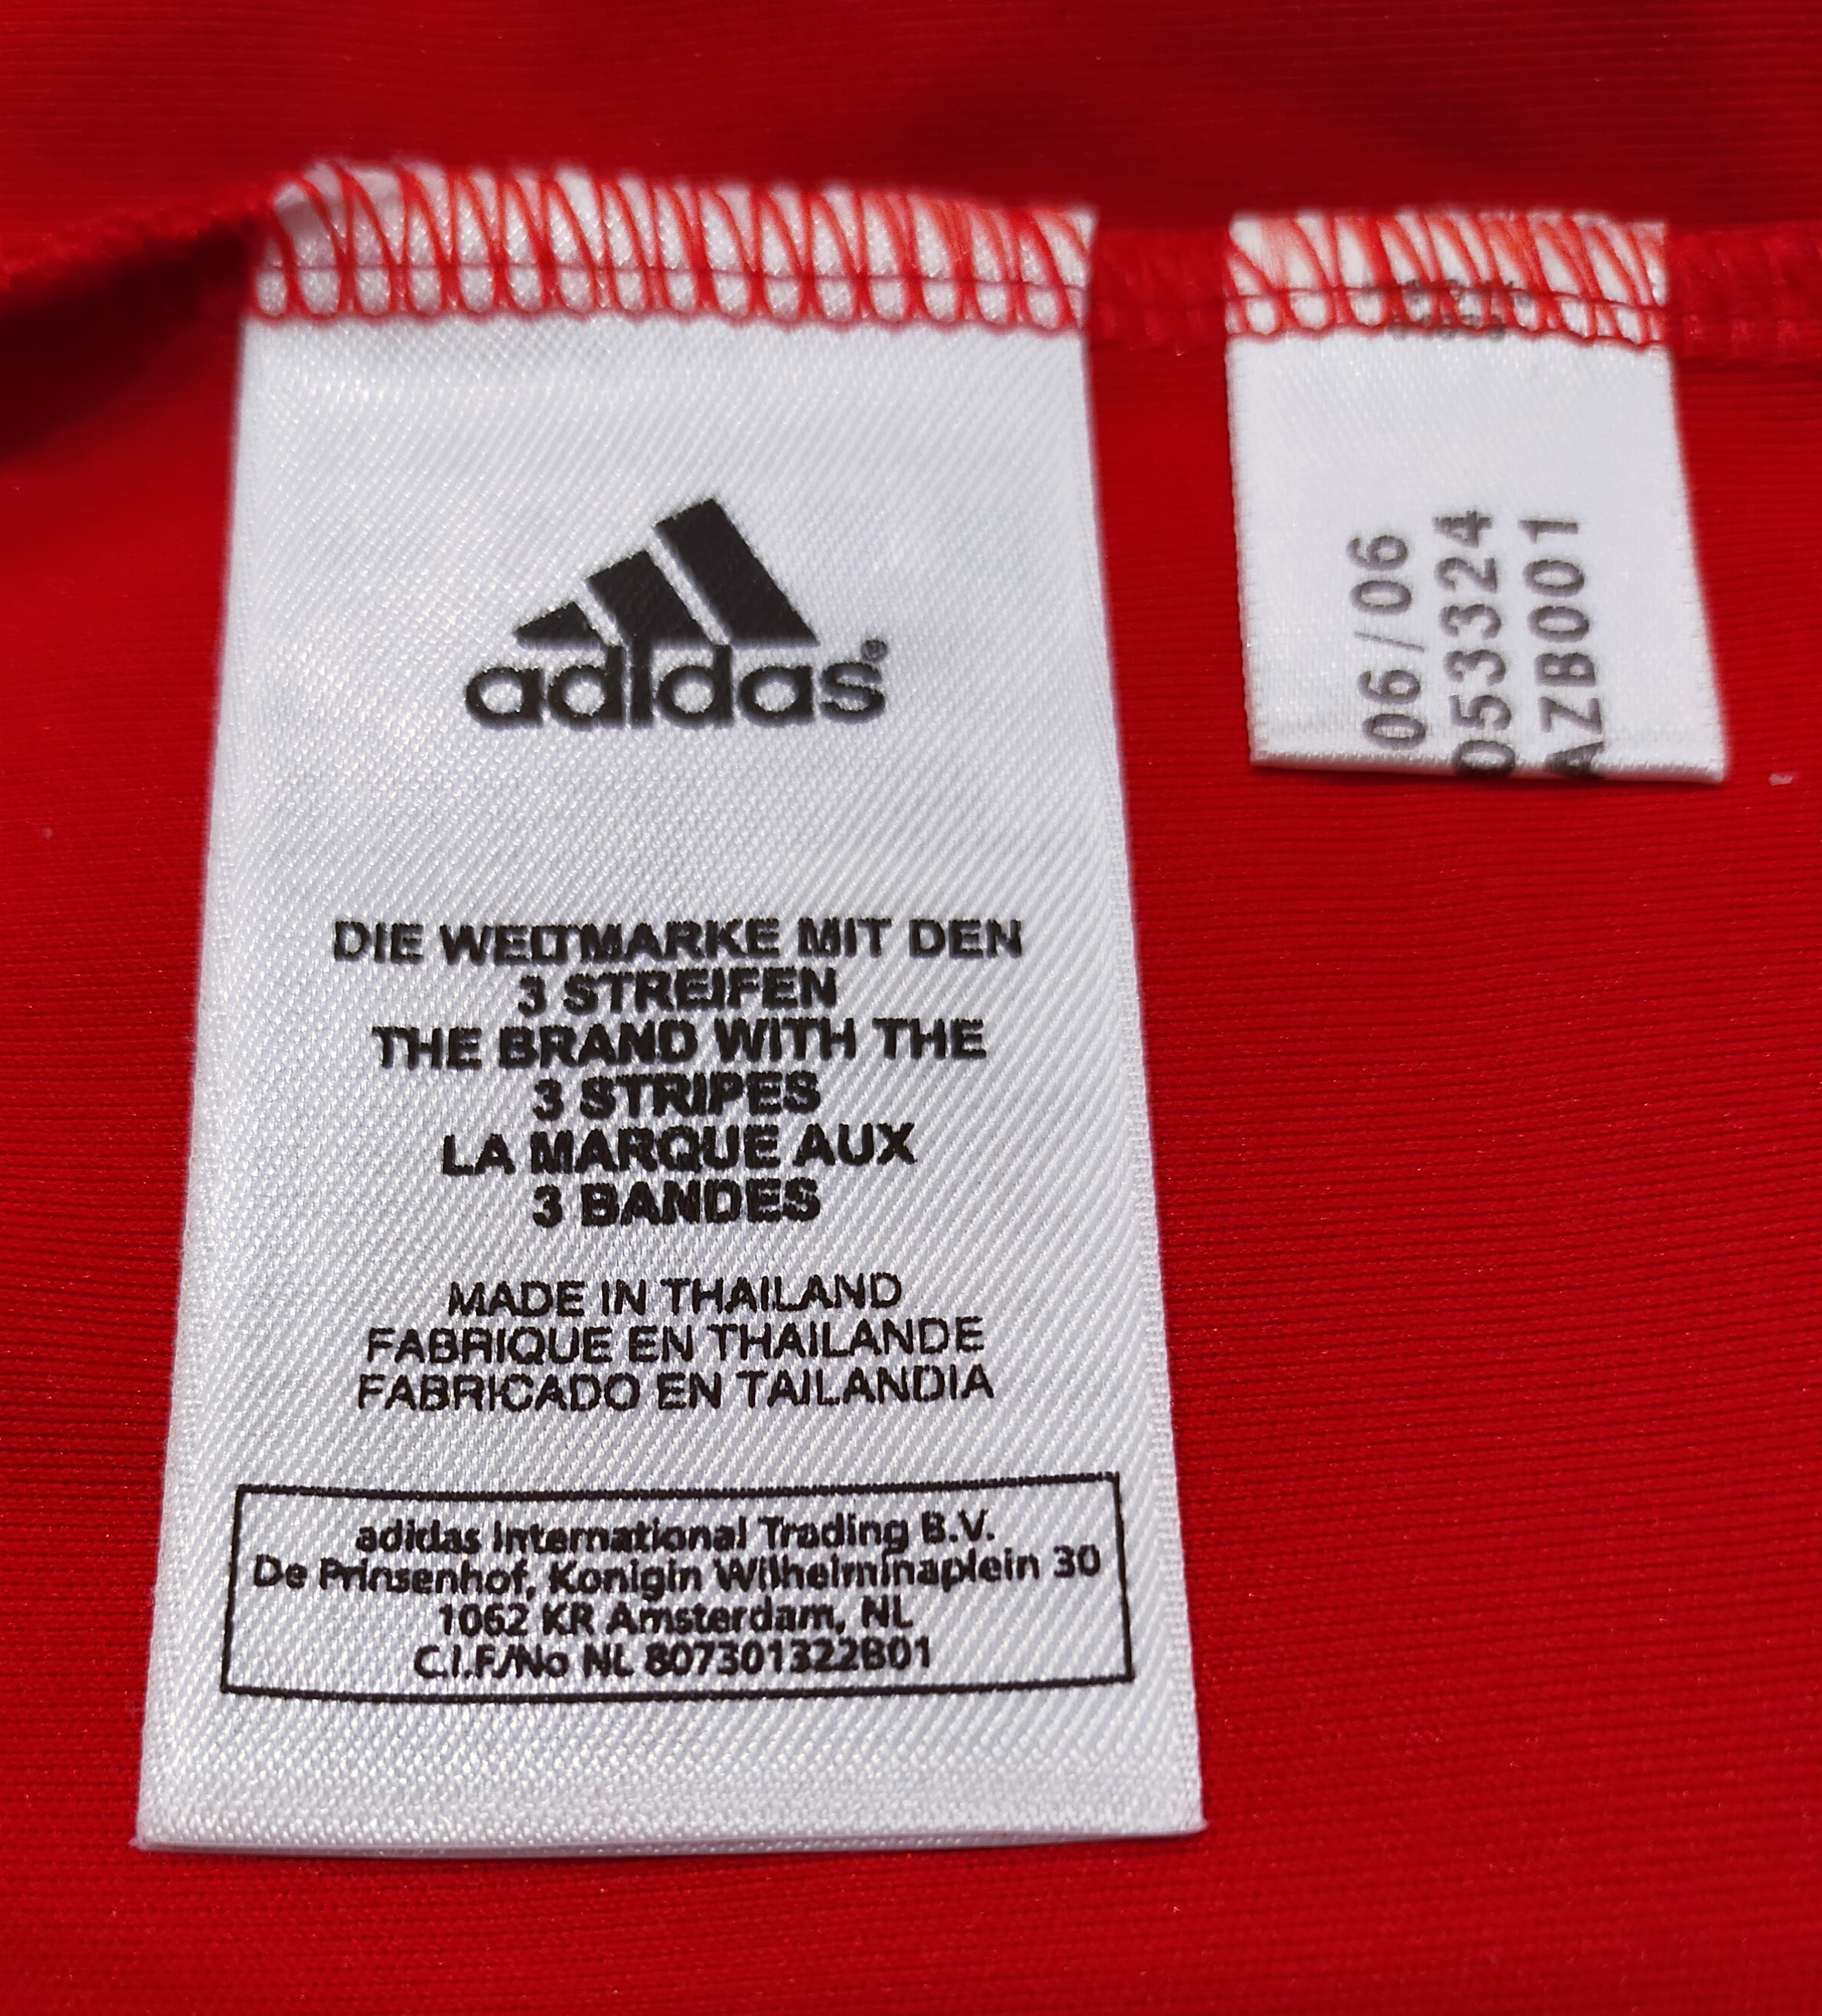 adidas®
DIE WELTMARKE MIT DEN
3 STREIFEN
THE BRAND WITH THE
3 STRIPES
LA MARQUE AUX
3 BANDES
MADE IN THAILAND
FABRIQUE EN THAILANDE
FABRICADO EN TAILANDIA
adidas International Trading B.V.
De Prinsenhof, Konigin Wilhelminaplein 30
1062 KR Amsterdam, NL
C.I.F./No NL 807301322B01
06/06
053324
AZB001